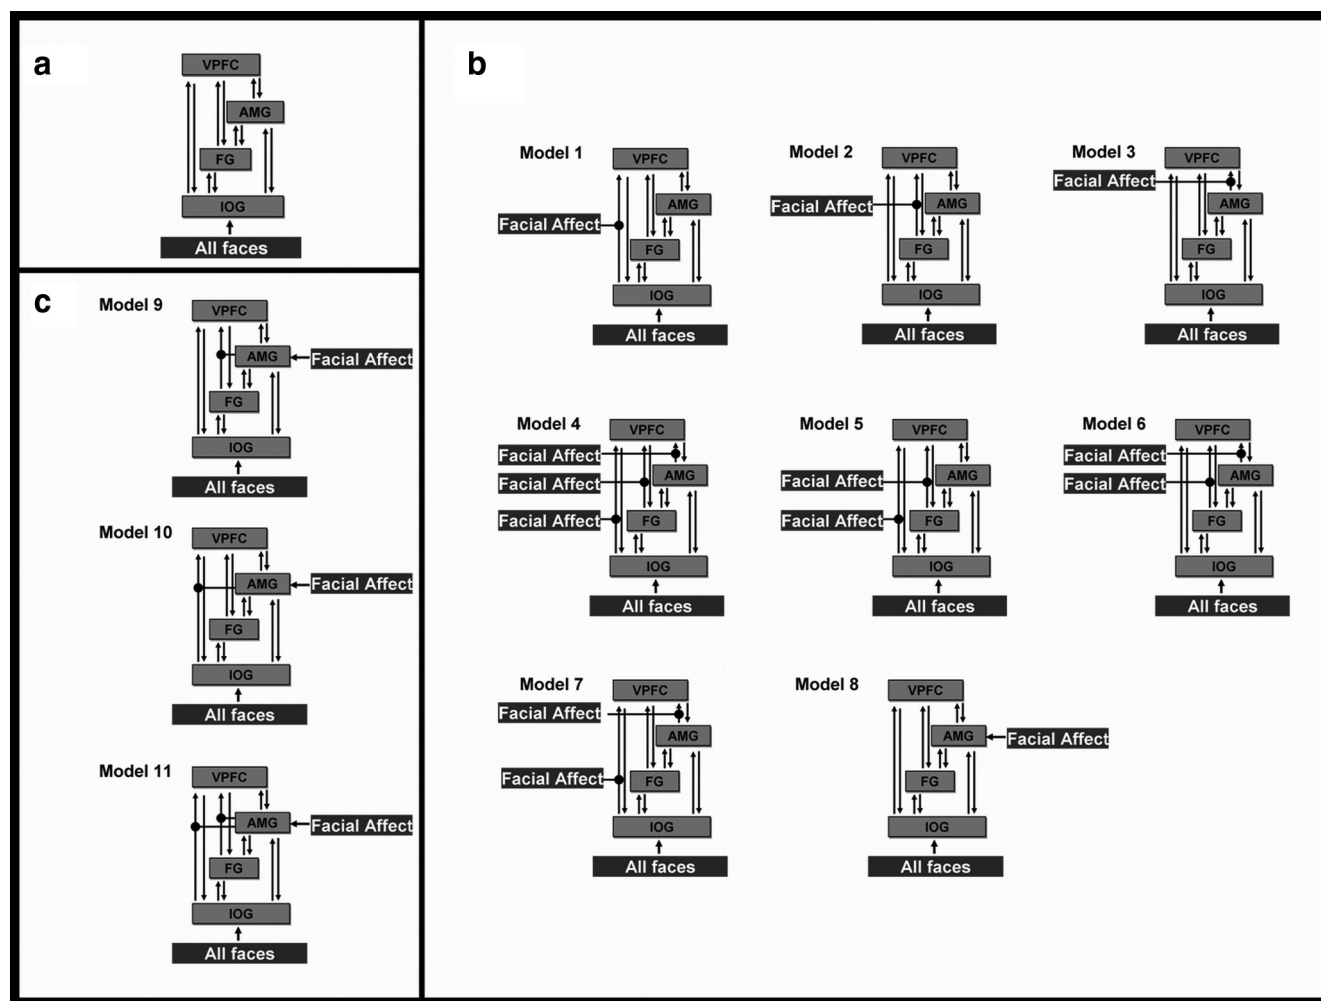 a
VPFC
AMG
FG
IOG
All faces
b
Model 1
VPFC
Facial Affect
AMG
FG
IOG
All faces
Model 2
VPFC
Facial Affect
AMG
FG
IOG
All faces
Model 3
VPFC
Facial Affect
AMG
FG
IOG
All faces
Model 4
VPFC
Facial Affect
AMG
Facial Affect
Facial Affect
FG
IOG
All faces
Model 5
VPFC
AMG
Facial Affect
Facial Affect
FG
IOG
All faces
Model 6
VPFC
Facial Affect
AMG
Facial Affect
FG
IOG
All faces
Model 7
VPFC
Facial Affect
AMG
Facial Affect
FG
IOG
All faces
Model 8
VPFC
AMG
Facial Affect
FG
IOG
All faces
c
Model 9
VPFC
AMG
Facial Affect
FG
IOG
All faces
Model 10
VPFC
AMG
Facial Affect
FG
IOG
All faces
Model 11
VPFC
AMG
Facial Affect
FG
IOG
All faces